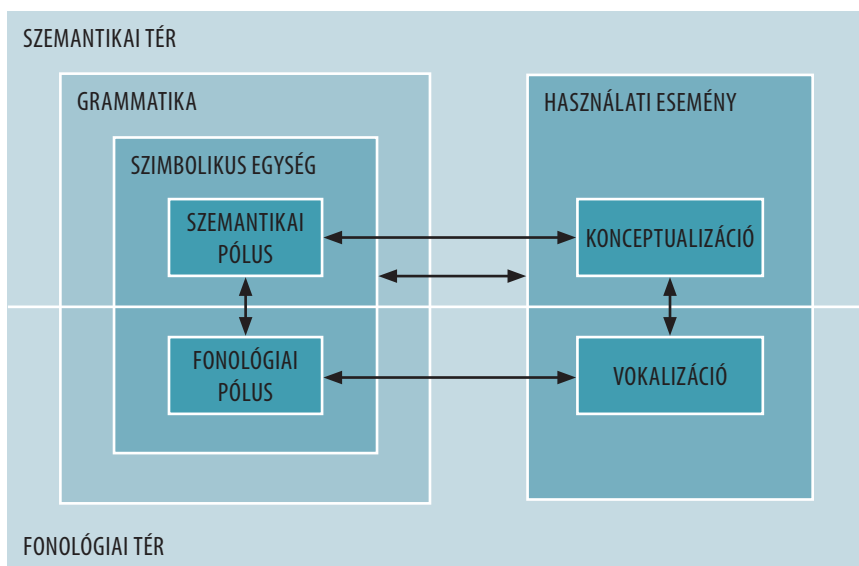 SZEMANTIKAI TÉR
GRAMMATIKA
HASZNÁLATI ESEMÉNY
SZIMBOLIKUS EGYSÉG
SZEMANTIKAI
PÓLUS
KONCEPTUALIZÁCIÓ
FONOLÓGIAI
PÓLUS
VOKALIZÁCIÓ
FONOLÓGIAI TÉR